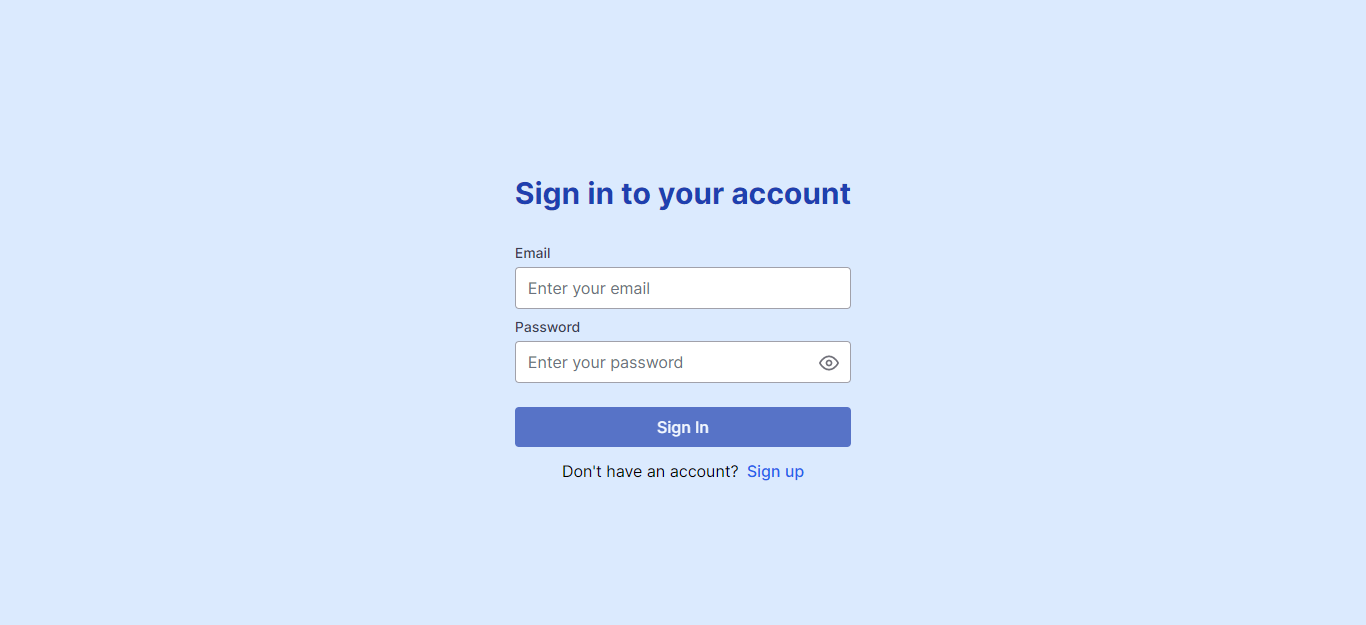 Sign in to your account
Email
Enter your email
Password
Enter your password
Sign In
Don't have an account? Sign up